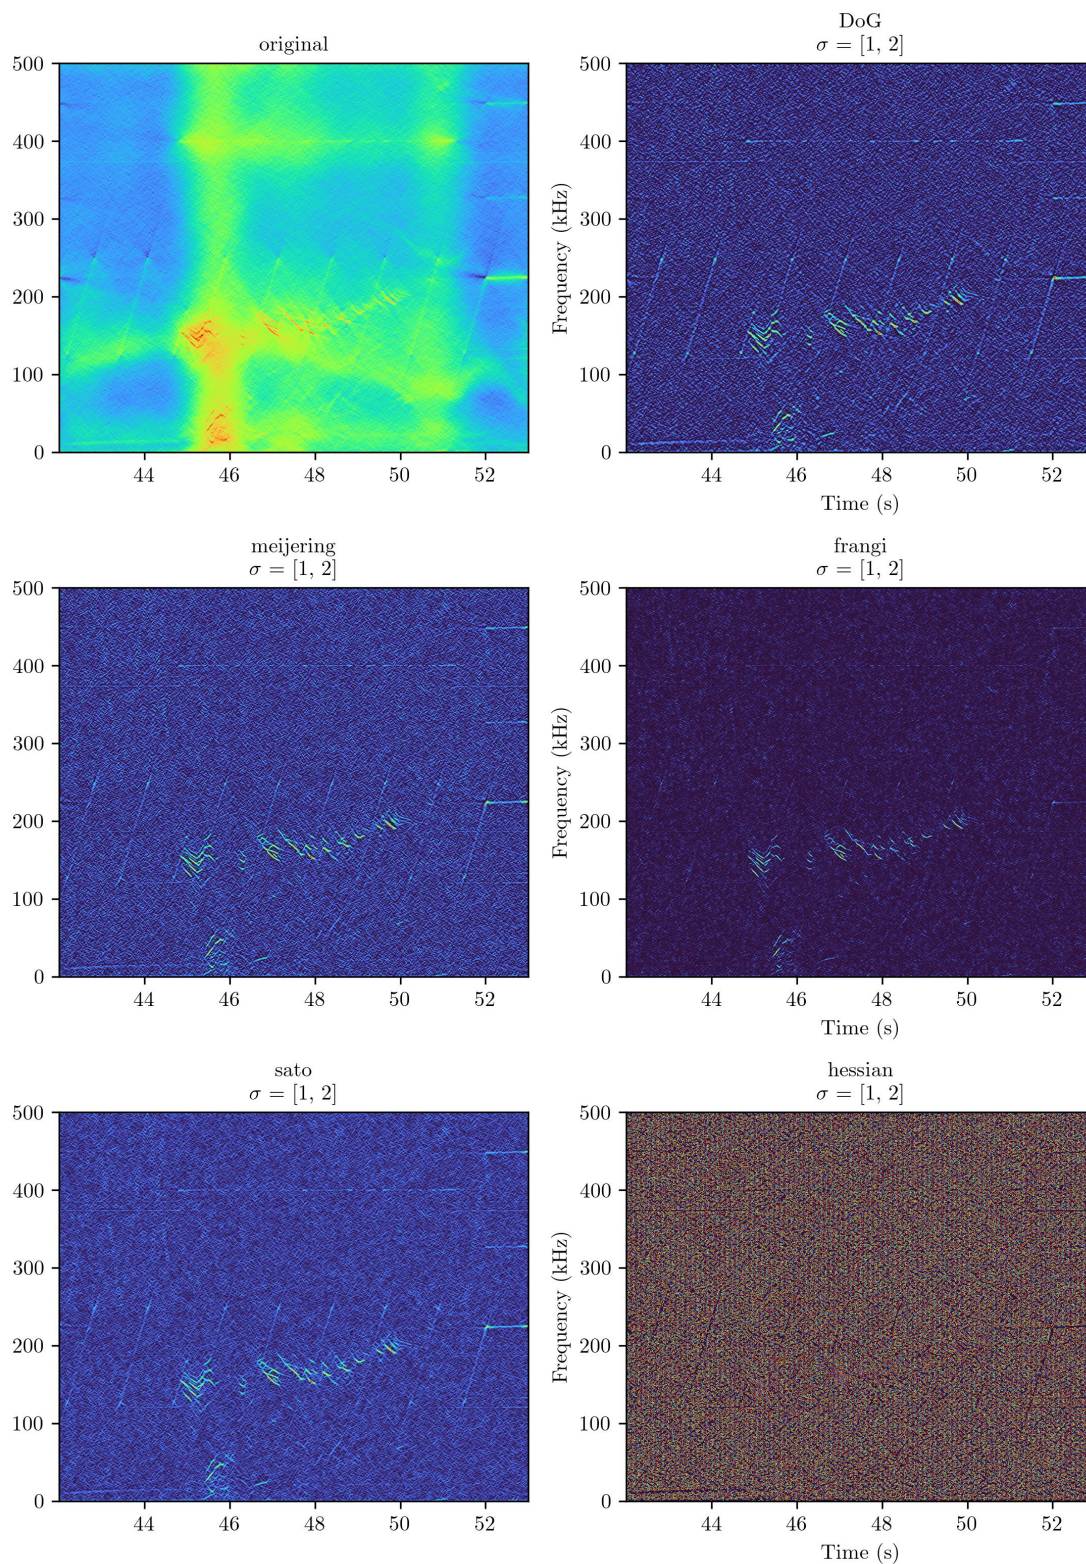 original
500
400
300
200
100
0
44 46 48 50 52
DoG
σ = [1, 2]
Frequency (kHz)
500
400
300
200
100
0
44 46 48 50 52
Time (s)
meijering
σ = [1, 2]
500
400
300
200
100
0
44 46 48 50 52
frangi
σ = [1, 2]
Frequency (kHz)
500
400
300
200
100
0
44 46 48 50 52
Time (s)
sato
σ = [1, 2]
500
400
300
200
100
0
44 46 48 50 52
hessian
σ = [1, 2]
Frequency (kHz)
500
400
300
200
100
0
44 46 48 50 52
Time (s)